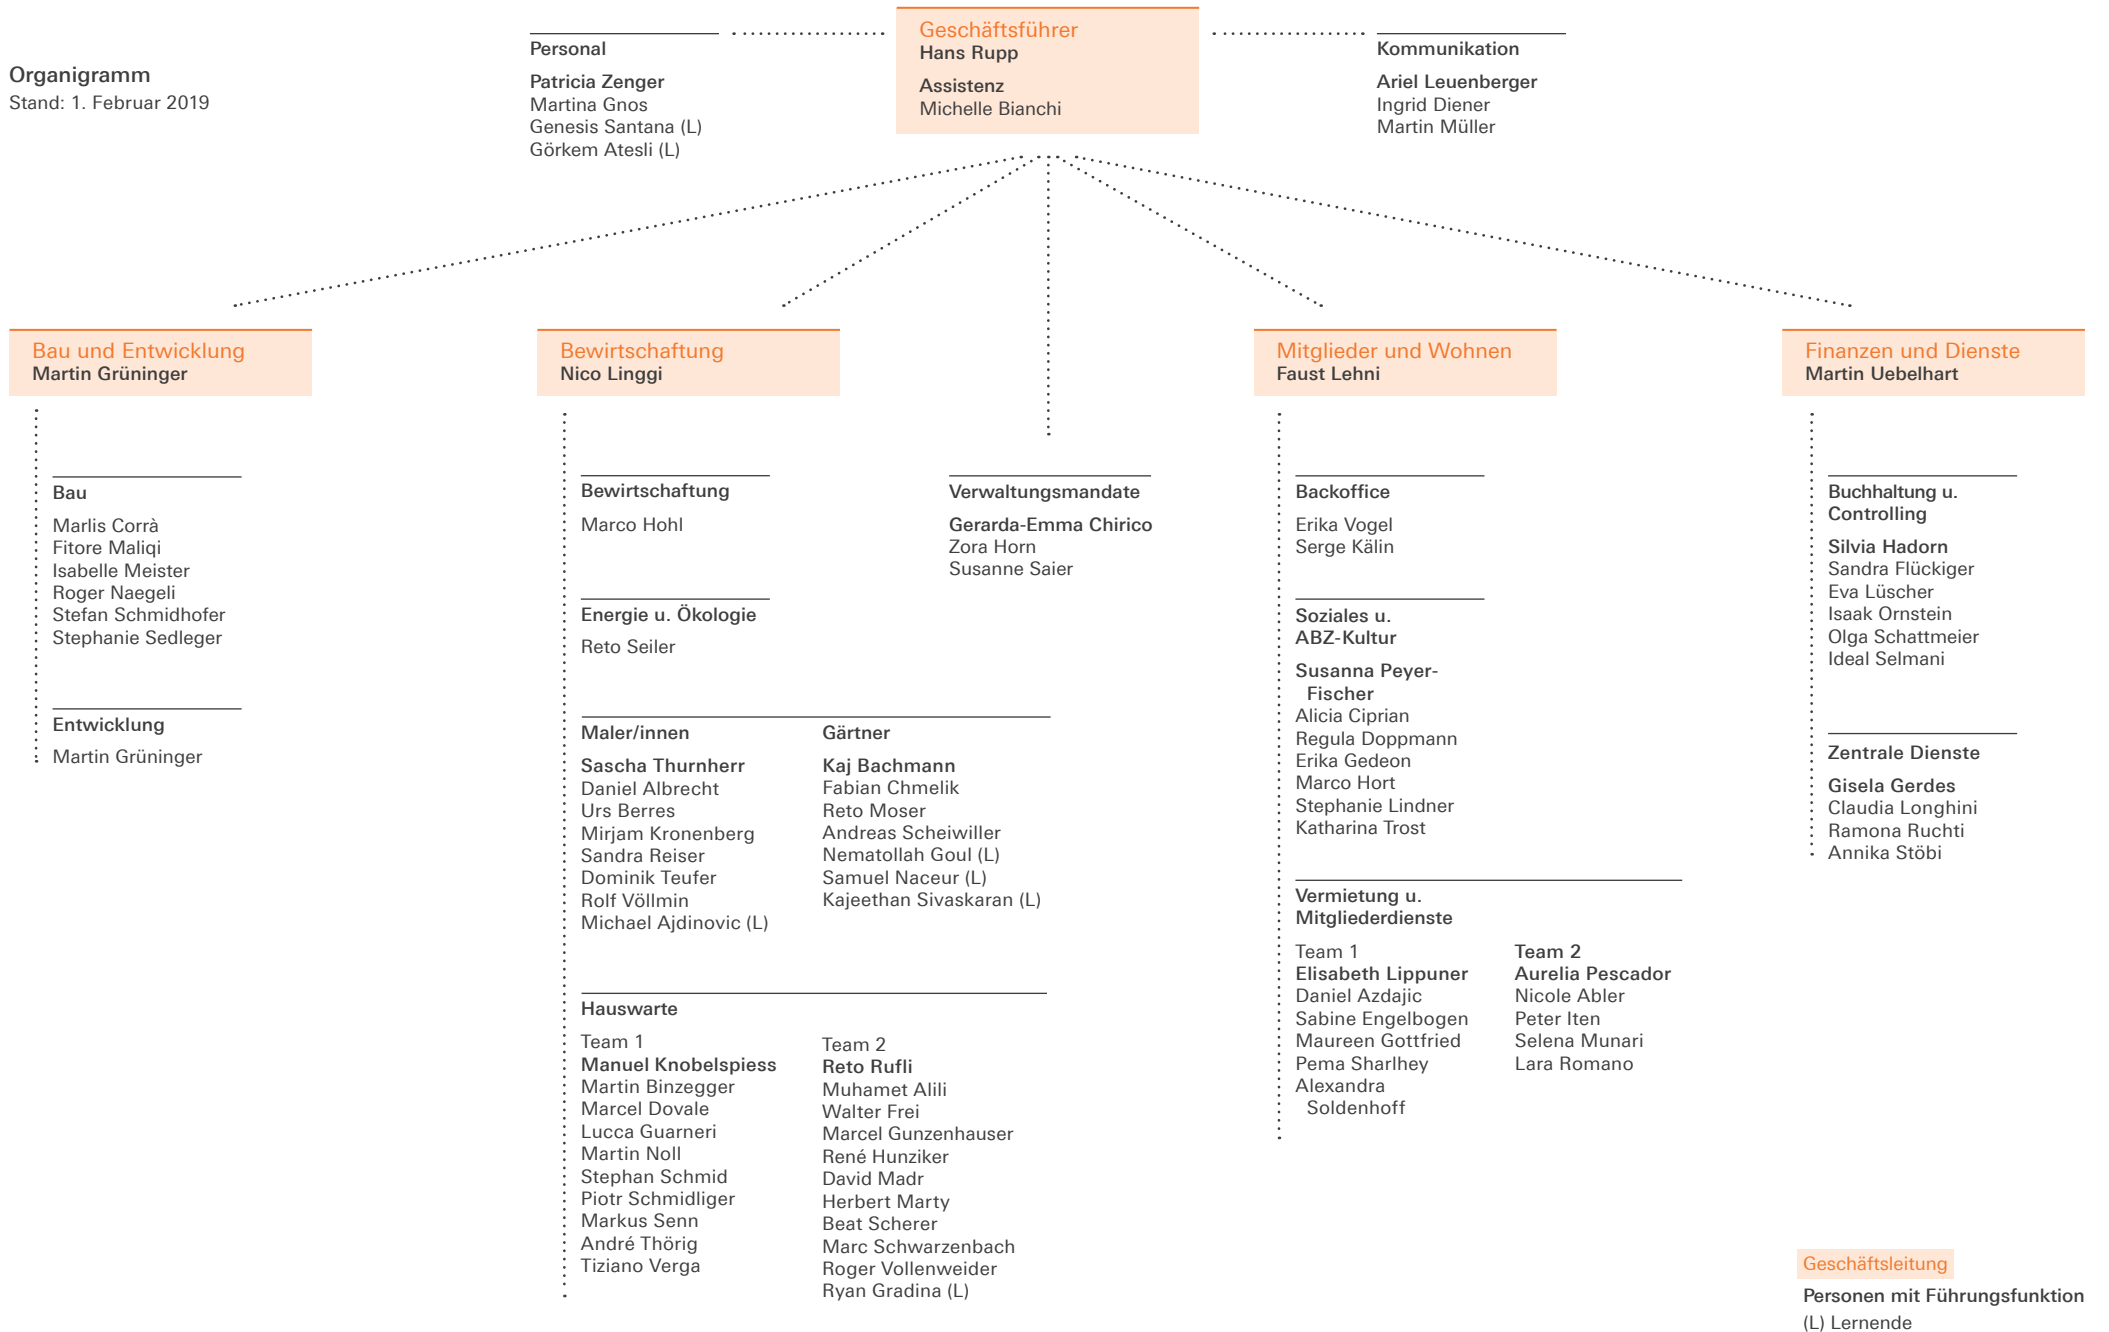 Organigramm
Stand: 1. Februar 2019
Personal
Patricia Zenger
Martina Gnos
Genesis Santana (L)
Görkem Atesli (L)
Geschäftsführer
Hans Rupp
Assistenz
Michelle Bianchi
Kommunikation
Ariel Leuenberger
Ingrid Diener
Martin Müller
Bau und Entwicklung
Martin Grüninger
Bau
Marlis Corrà
Fitore Maliqi
Isabelle Meister
Roger Naegeli
Stefan Schmidhofer
Stephanie Sedleger
Entwicklung
Martin Grüninger
Bewirtschaftung
Nico Linggi
Bewirtschaftung
Marco Hohl
Energie u. Ökologie
Reto Seiler
Maler/innen
Sascha Thurnherr
Daniel Albrecht
Urs Berres
Mirjam Kronenberg
Sandra Reiser
Dominik Teufer
Rolf Völlmin
Michael Ajdinovic (L)
Gärtner
Kaj Bachmann
Fabian Chmelik
Reto Moser
Andreas Scheiwiller
Nematollah Goul (L)
Samuel Naceur (L)
Kajeethan Sivaskaran (L)
Hauswarte
Team 1
Manuel Knobelspiess
Martin Binzegger
Marcel Dovale
Lucca Guarneri
Martin Noll
Stephan Schmid
Piotr Schmidliger
Markus Senn
André Thörig
Tiziano Verga
Team 2
Reto Rufli
Muhamet Alili
Walter Frei
Marcel Gunzenhauser
René Hunziker
David Madr
Herbert Marty
Beat Scherer
Marc Schwarzenbach
Roger Vollenweider
Ryan Gradina (L)
Verwaltungsmandate
Gerarda-Emma Chirico
Zora Horn
Susanne Saier
Mitglieder und Wohnen
Faust Lehni
Backoffice
Erika Vogel
Serge Kälin
Soziales u.
ABZ-Kultur
Susanna Peyer-
Fischer
Alicia Ciprian
Regula Doppmann
Erika Gedeon
Marco Hort
Stephanie Lindner
Katharina Trost
Vermietung u.
Mitgliederdienste
Team 1
Elisabeth Lippuner
Daniel Azdajic
Sabine Engelbogen
Maureen Gottfried
Pema Sharlhey
Alexandra
Soldenhoff
Team 2
Aurelia Pescador
Nicole Abler
Peter Iten
Selena Munari
Lara Romano
Finanzen und Dienste
Martin Uebelhart
Buchhaltung u.
Controlling
Silvia Hadorn
Sandra Flückiger
Eva Lüscher
Isaak Ornstein
Olga Schattmeier
Ideal Selmani
Zentrale Dienste
Gisela Gerdes
Claudia Longhini
Ramona Ruchti
Annika Stöbi
Geschäftsleitung
Personen mit Führungsfunktion
(L) Lernende